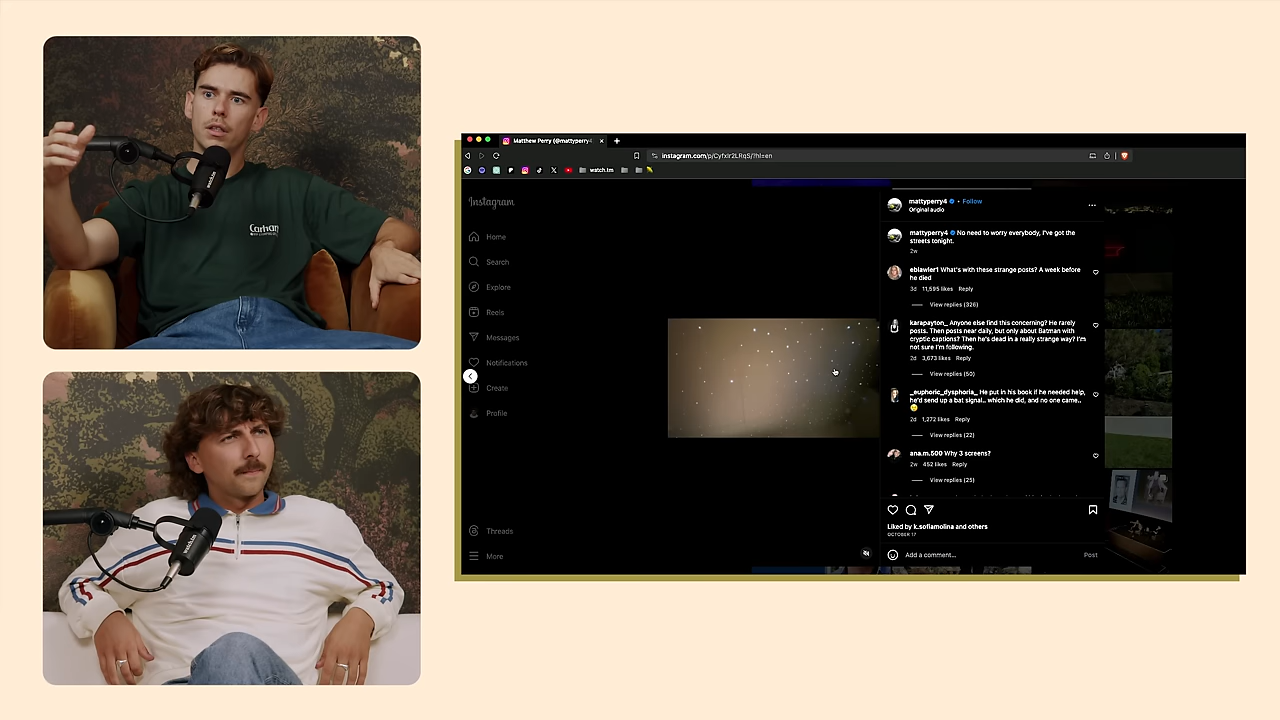 Carhartt
watch.tm
watch.tm
Matthew Perry (@mattyperry4
instagram.com/p/Cyfxlr2LRqS/?hl=en
watch.tm
Instagram
Home
Search
Explore
Reels
Messages
Notifications
Create
Profile
Threads
More
mattyperry4 • Follow
Original audio
mattyperry4 No need to worry everybody, I've got the
streets tonight.
2w
eblawler1 What's with these strange posts? A week before
he died
3d 11,595 likes Reply
View replies (326)
karapayton_ Anyone else find this concerning? He rarely
posts. Then posts near daily, but only about Batman with
cryptic captions? Then he's dead in a really strange way? I'm
not sure I'm following.
2d 3,673 likes Reply
View replies (50)
_euphoric_dysphoria_ He put in his book if he needed help,
he'd send up a bat signal.. which he did, and no one came..
😢
2d 1,272 likes Reply
View replies (22)
ana.m.500 Why 3 screens?
2w 452 likes Reply
View replies (25)
Liked by k.sofiamolina and others
OCTOBER 17
Add a comment...
Post